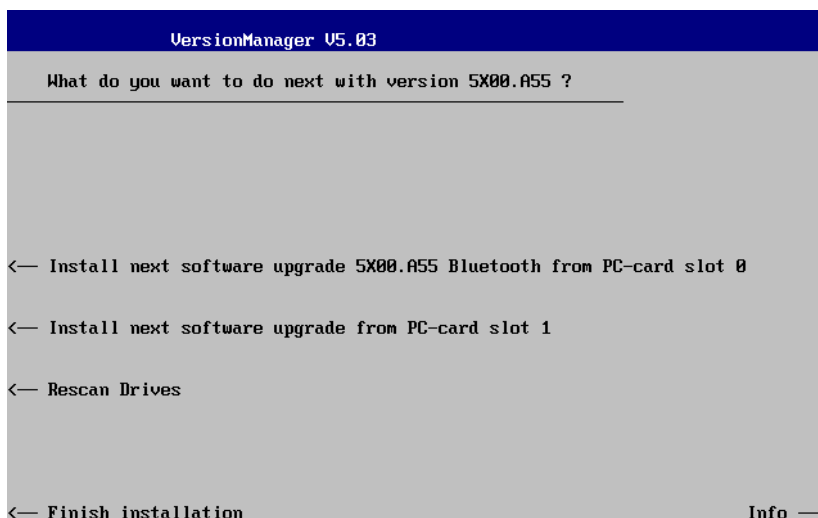 VersionManager V5.03
What do you want to do next with version 5X00.A55 ?
<── Install next software upgrade 5X00.A55 Bluetooth from PC-card slot 0
<── Install next software upgrade from PC-card slot 1
<── Rescan Drives
<── Finish installation Info ─